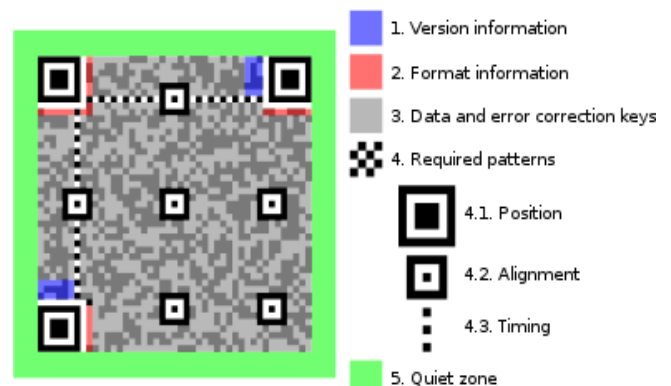 1. Version information
2. Format information
3. Data and error correction keys
4. Required patterns
4.1. Position
4.2. Alignment
4.3. Timing
5. Quiet zone